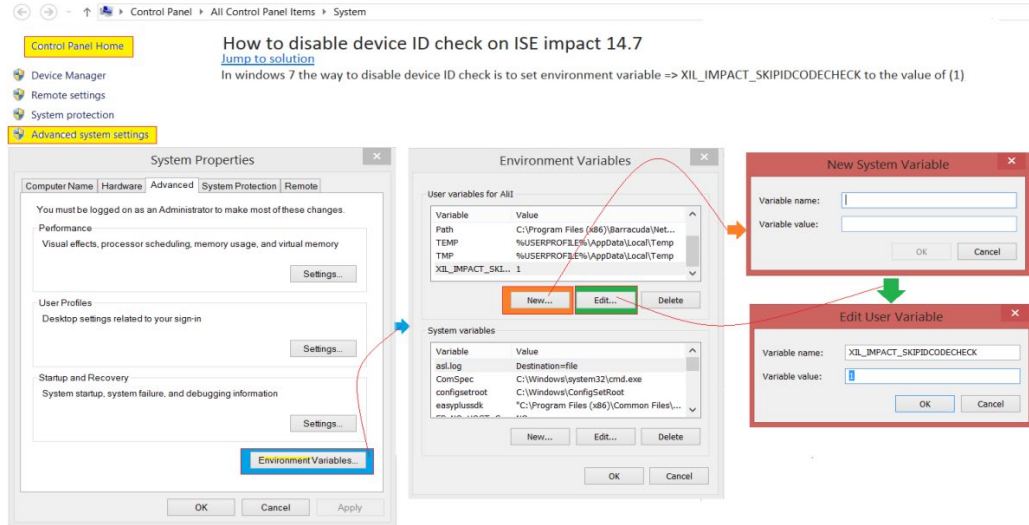 Control Panel ▸ All Control Panel Items ▸ System
Control Panel Home
Device Manager
Remote settings
System protection
Advanced system settings
How to disable device ID check on ISE impact 14.7
Jump to solution
In windows 7 the way to disable device ID check is to set environment variable => XIL_IMPACT_SKIPIDCODECHECK to the value of (1)
System Properties
Computer Name Hardware Advanced System Protection Remote
You must be logged on as an Administrator to make most of these changes.
Performance
Visual effects, processor scheduling, memory usage, and virtual memory
Settings...
User Profiles
Desktop settings related to your sign-in
Settings...
Startup and Recovery
System startup, system failure, and debugging information
Settings...
Environment Variables...
OK Cancel Apply
Environment Variables
User variables for AliI
Variable Value
Path C:\Program Files (x86)\Barracuda\Net...
TEMP %USERPROFILE%\AppData\Local\Temp
TMP %USERPROFILE%\AppData\Local\Temp
XIL_IMPACT_SKI... 1
New... Edit... Delete
System variables
Variable Value
asl.log Destination=file
ComSpec C:\Windows\system32\cmd.exe
configsetroot C:\Windows\ConfigSetRoot
easyplussdk "C:\Program Files (x86)\Common Files\...
New... Edit... Delete
OK Cancel
New System Variable
Variable name:
Variable value:
OK Cancel
Edit User Variable
Variable name: XIL_IMPACT_SKIPIDCODECHECK
Variable value: 1
OK Cancel